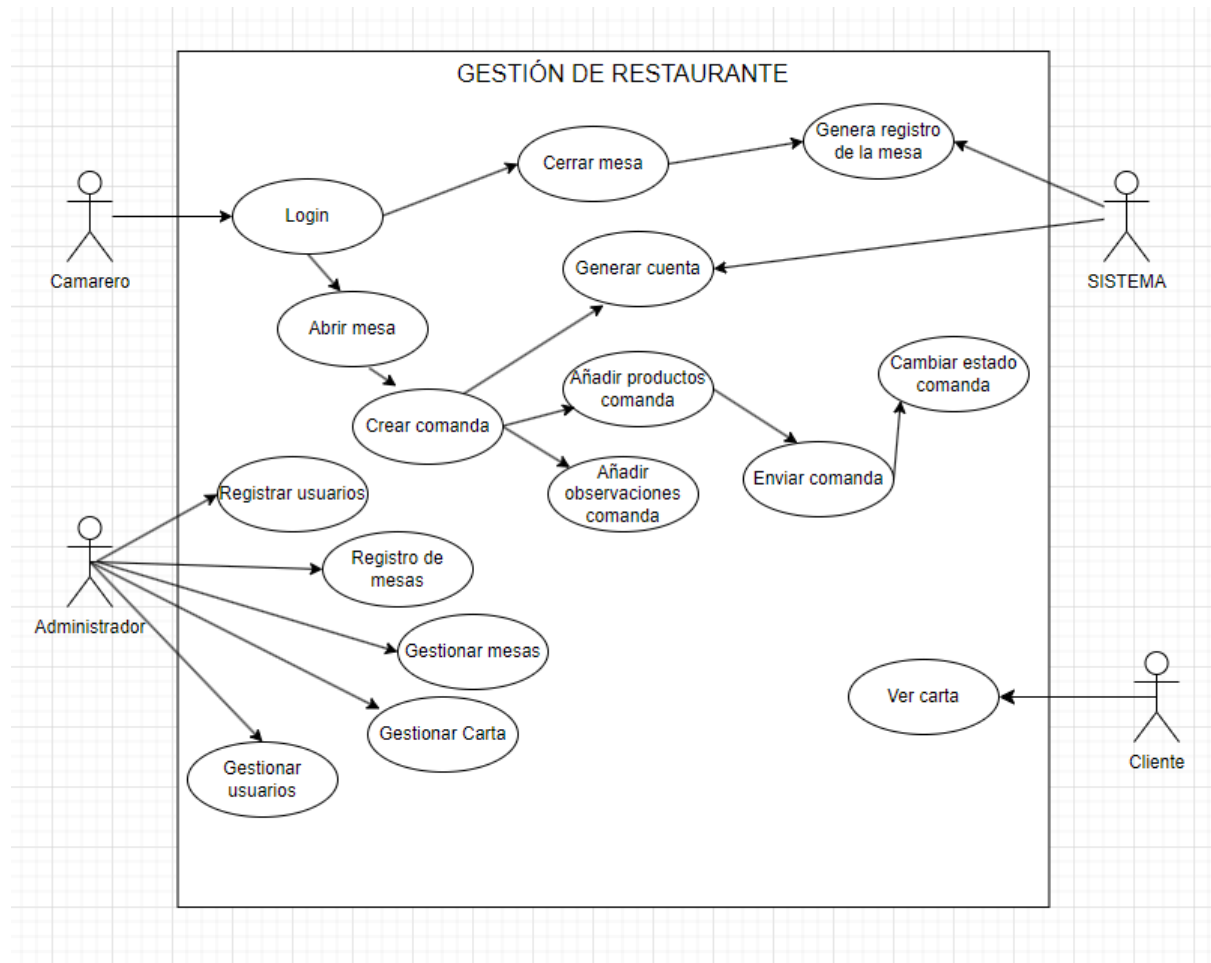 GESTIÓN DE RESTAURANTE
Genera registro
de la mesa
Cerrar mesa
Login
Camarero
Generar cuenta
SISTEMA
Abrir mesa
Cambiar estado
comanda
Añadir productos
comanda
Crear comanda
Añadir
observaciones
comanda
Enviar comanda
Registrar usuarios
Registro de
mesas
Administrador
Gestionar mesas
Ver carta
Gestionar Carta
Cliente
Gestionar
usuarios